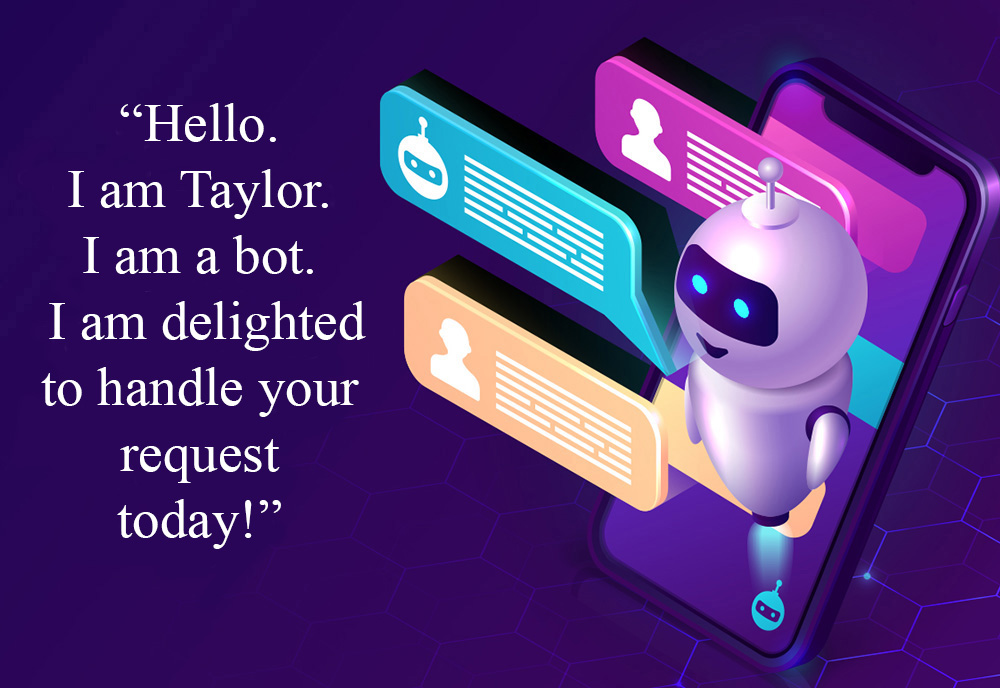 “Hello.
I am Taylor.
I am a bot.
I am delighted
to handle your
request
today!”